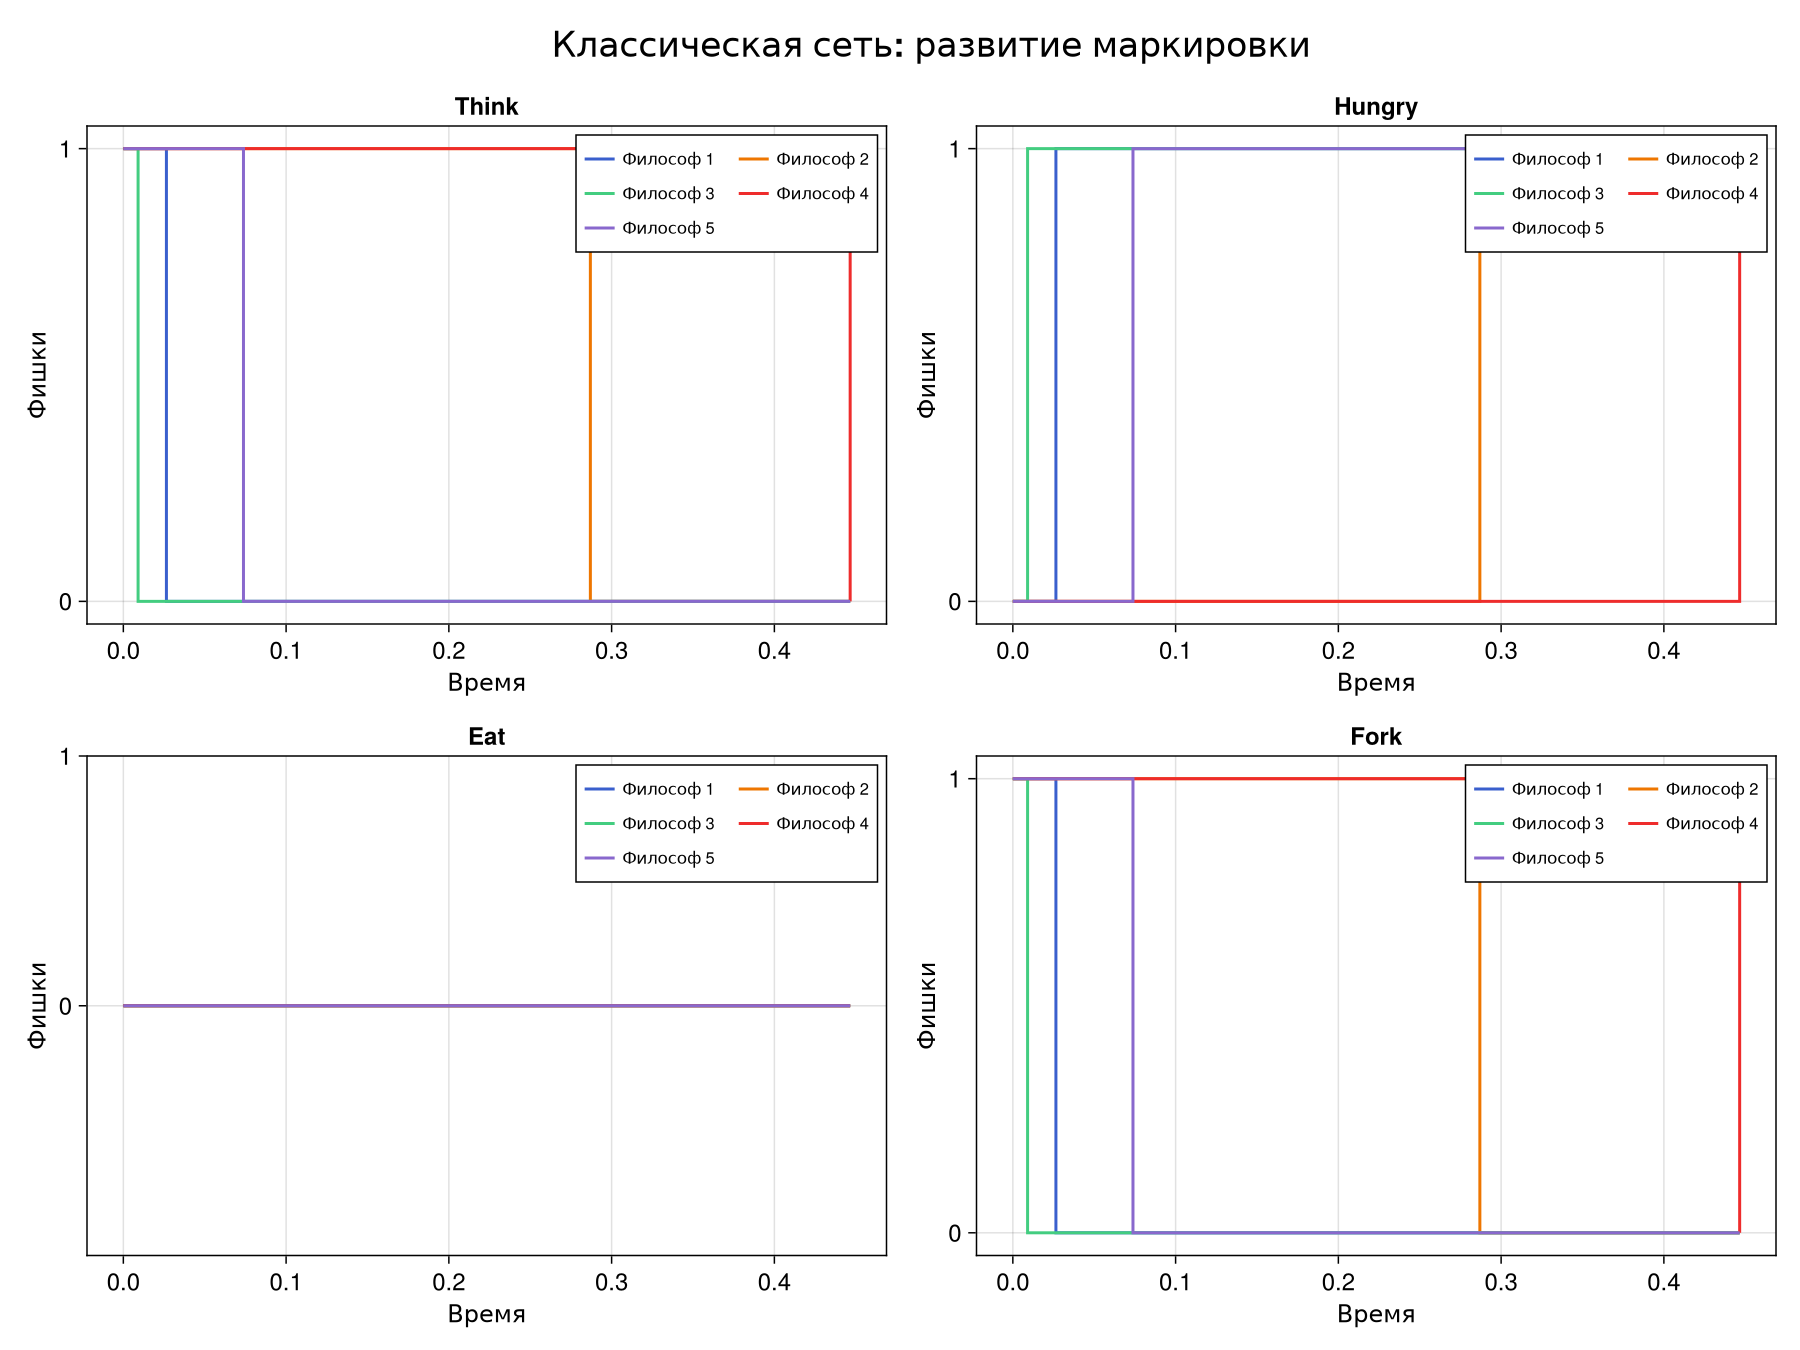 Классическая сеть: развитие маркировки
Think
Философ 1 Философ 2
Философ 3 Философ 4
Философ 5
1
0
Фишки
0.0 0.1 0.2 0.3 0.4
Время
Hungry
Философ 1 Философ 2
Философ 3 Философ 4
Философ 5
1
0
Фишки
0.0 0.1 0.2 0.3 0.4
Время
Eat
Философ 1 Философ 2
Философ 3 Философ 4
Философ 5
1
0
Фишки
0.0 0.1 0.2 0.3 0.4
Время
Fork
Философ 1 Философ 2
Философ 3 Философ 4
Философ 5
1
0
Фишки
0.0 0.1 0.2 0.3 0.4
Время